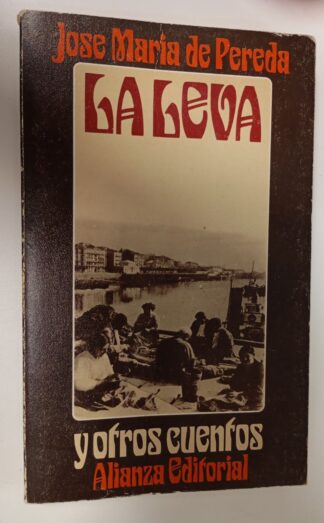 Jose Maria de Pereda
LA LEVA
y otros cuentos
Alianza Editorial